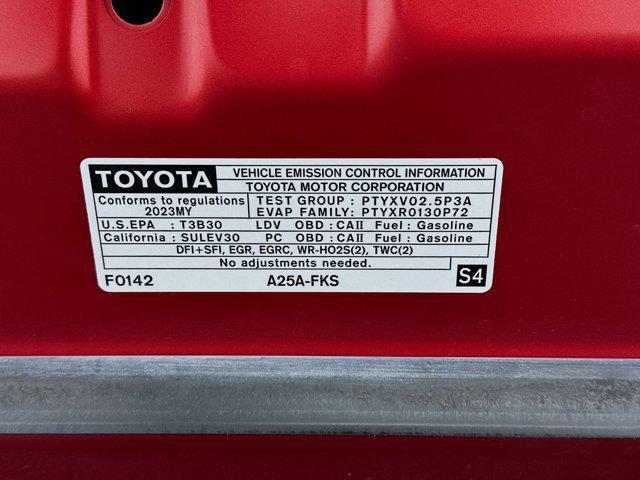 TOYOTA VEHICLE EMISSION CONTROL INFORMATION
TOYOTA MOTOR CORPORATION
Conforms to regulations 2023MY
TEST GROUP : PTYXV02.5P3A
EVAP FAMILY: PTYXR0130P72
U.S.EPA : T3B30 LDV OBD : CAII Fuel : Gasoline
California : SULEV30 PC OBD : CAII Fuel : Gasoline
DFI+SFI, EGR, EGRC, WR-HO2S(2), TWC(2)
No adjustments needed.
F0142 A25A-FKS S4